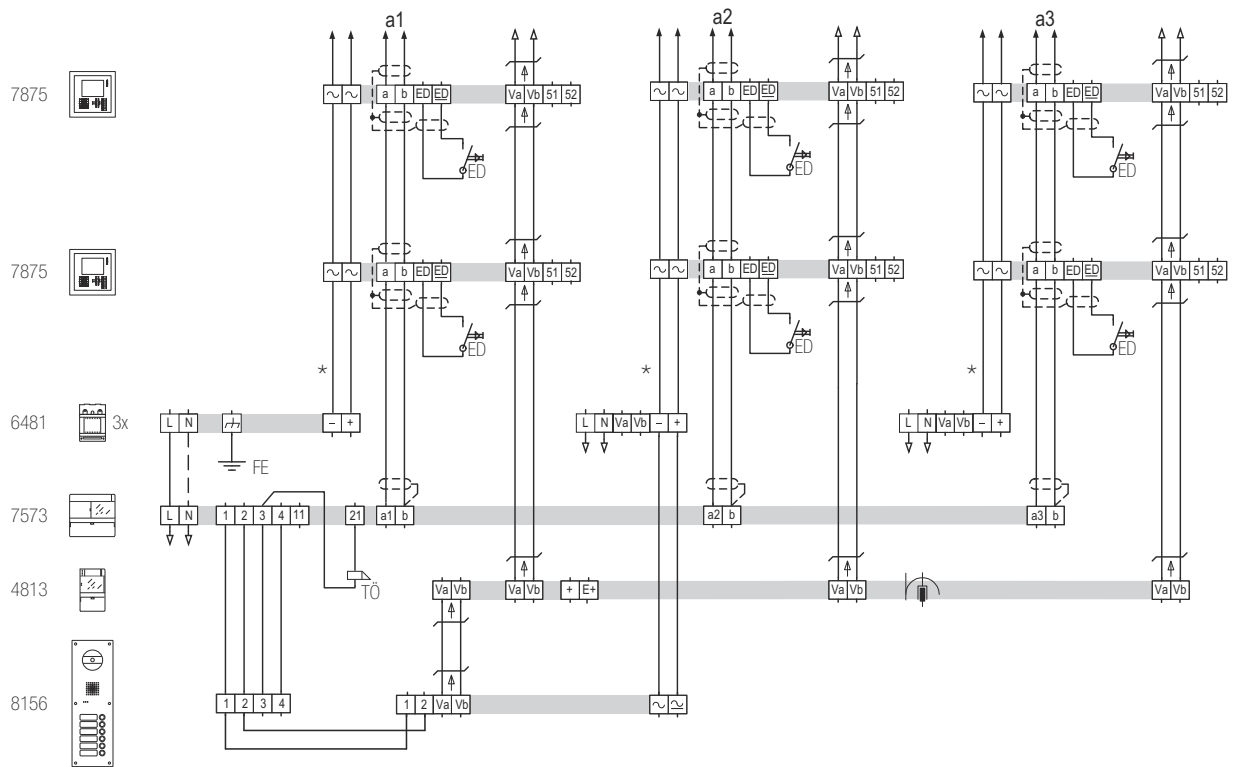 a1 a2 a3
7875 ~ ~ a b ED ED Va Vb 51 52 ~ ~ a b ED ED Va Vb 51 52 ~ ~ a b ED ED Va Vb 51 52
ED ED ED
7875 ~ ~ a b ED ED Va Vb 51 52 ~ ~ a b ED ED Va Vb 51 52 ~ ~ a b ED ED Va Vb 51 52
ED ED ED
* * *
6481 3x L N – + L N Va Vb – + L N Va Vb – +
FE
7573 L N 1 2 3 4 11 21 a1 b a2 b a3 b
4813 TÖ Va Vb Va Vb + E+ Va Vb Va Vb
8156 1 2 3 4 1 2 Va Vb ~ ~